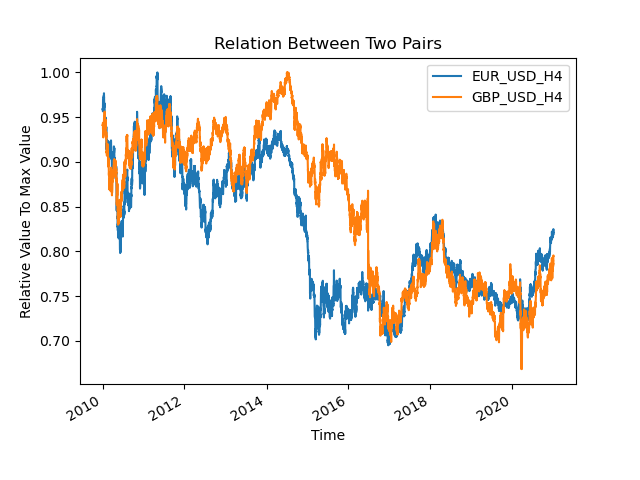 Relation Between Two Pairs
EUR_USD_H4
GBP_USD_H4
Relative Value To Max Value
1.00
0.95
0.90
0.85
0.80
0.75
0.70
2010
2012
2014
2016
2018
2020
Time